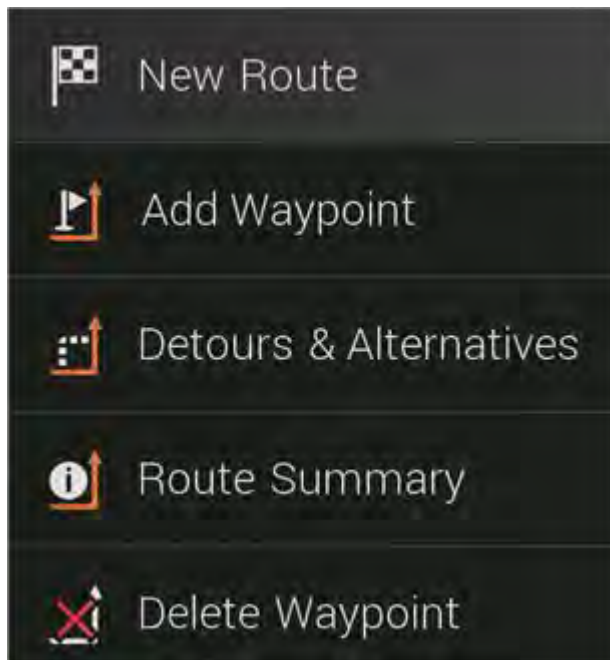 New Route
Add Waypoint
Detours & Alternatives
Route Summary
Delete Waypoint